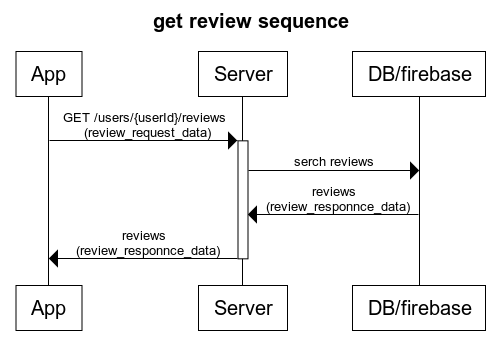 get review sequence
App
Server
DB/firebase
GET /users/{userId}/reviews
(review_request_data)
serch reviews
reviews
(review_responnce_data)
reviews
(review_responnce_data)
App
Server
DB/firebase